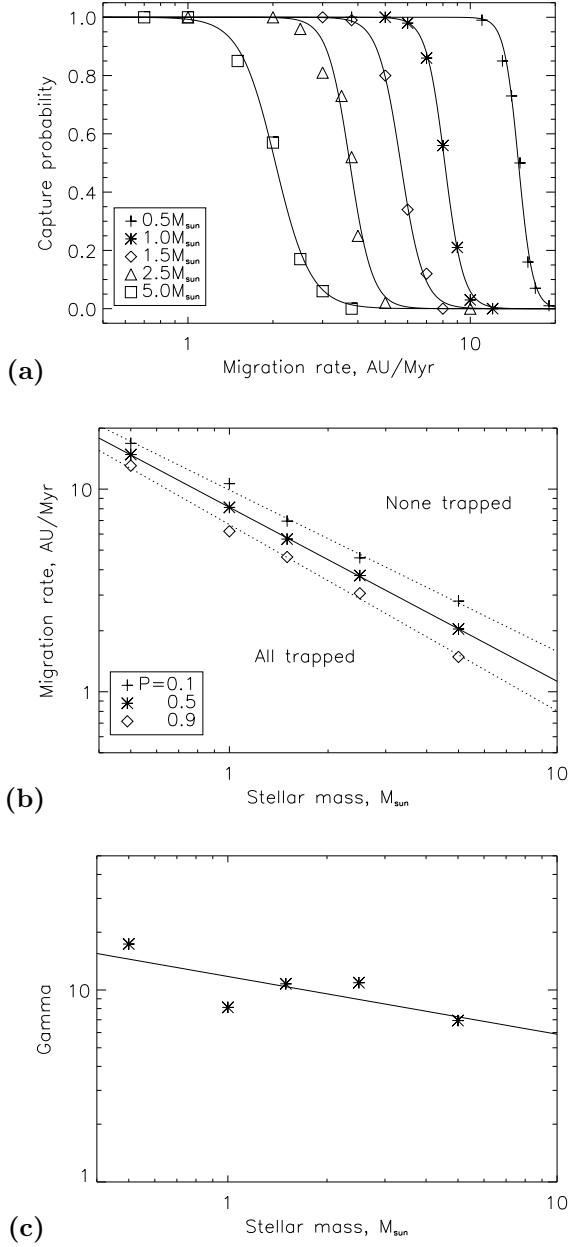 1.0
0.8
0.6
0.4
0.2
0.0
Capture probability
+ 0.5M_sun
1.0M_sun
1.5M_sun
2.5M_sun
5.0M_sun
1
10
Migration rate, AU/Myr
(a)
10
1
Migration rate, AU/Myr
None trapped
All trapped
+ P=0.1
0.5
0.9
1
10
Stellar mass, M_sun
(b)
10
1
Gamma
1
10
Stellar mass, M_sun
(c)